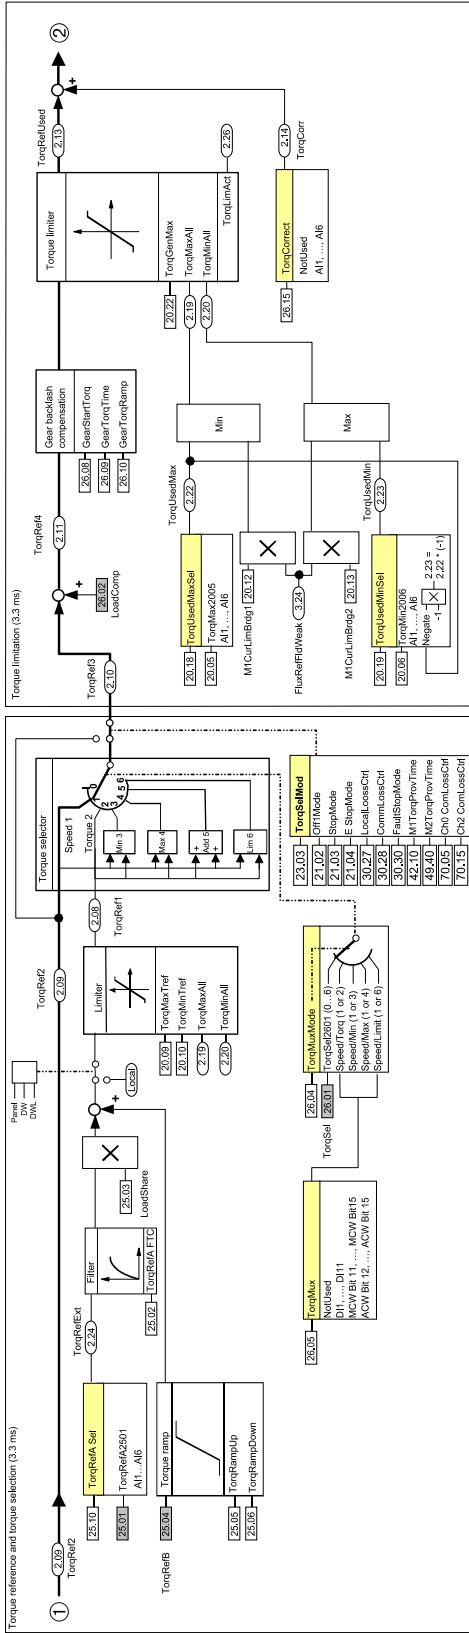 Torque reference and torque selection (3.3 ms)
1
2.09
TorqRef2
2.09
TorqRef2
Panel
DW
DWL
Local
25.10
TorqRefA Sel
25.01
TorqRefA2501
AI1...AI6
2.24
TorqRefExt
Filter
25.02
TorqRefA FTC
25.03
LoadShare
+
25.04
TorqRefB
Torque ramp
25.05
TorqRampUp
25.06
TorqRampDown
Limiter
20.09
TorqMaxTref
20.10
TorqMinTref
2.19
TorqMaxAll
2.20
TorqMinAll
2.08
TorqRef1
Torque selector
Speed 1
Torque 2
Min 3
Max 4
+
Add 5
+
Lim 6
0
1
2
3
4
5
6
26.05
TorqMux
NotUsed
DI1, ..., DI11
MCW Bit 11, ..., MCW Bit15
ACW Bit 12, ..., ACW Bit 15
26.04
TorqMuxMode
26.01
TorqSel
TorqSel2601 (0...6)
Speed/Torq (1 or 2)
Speed/Min (1 or 3)
Speed/Max (1 or 4)
Speed/Limit (1 or 6)
23.03
TorqSelMod
21.02
Off1Mode
21.03
StopMode
21.04
E StopMode
30.27
LocalLossCtrl
30.28
CommLossCtrl
30.30
FaultStopMode
42.10
M1TorqProvTime
49.40
M2TorqProvTime
70.05
Ch0 ComLossCtrl
70.15
Ch2 ComLossCtrl
Torque limitation (3.3 ms)
2.10
TorqRef3
+
26.02
LoadComp
2.11
TorqRef4
Gear backlash
compensation
26.08
GearStartTorq
26.09
GearTorqTime
26.10
GearTorqRamp
Torque limiter
20.22
TorqGenMax
2.19
TorqMaxAll
2.20
TorqMinAll
TorqLimAct
2.26
2.13
TorqRefUsed
+
2
20.18
TorqUsedMaxSel
20.05
TorqMax2005
AI1, ..., AI6
2.22
TorqUsedMax
Min
20.12
M1CurLimBrdg1
3.24
FluxRefFldWeak
20.13
M1CurLimBrdg2
Max
20.19
TorqUsedMinSel
20.06
TorqMin2006
AI1, ..., AI6
Negate
-1
2.23 =
2.22 * (-1)
2.23
TorqUsedMin
26.15
TorqCorrect
NotUsed
AI1, ..., AI6
2.14
TorqCorr